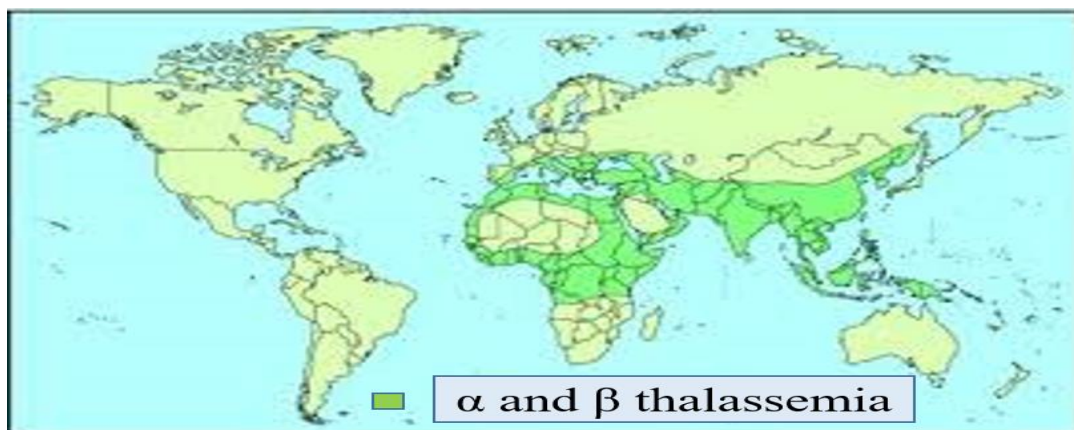 α and β thalassemia